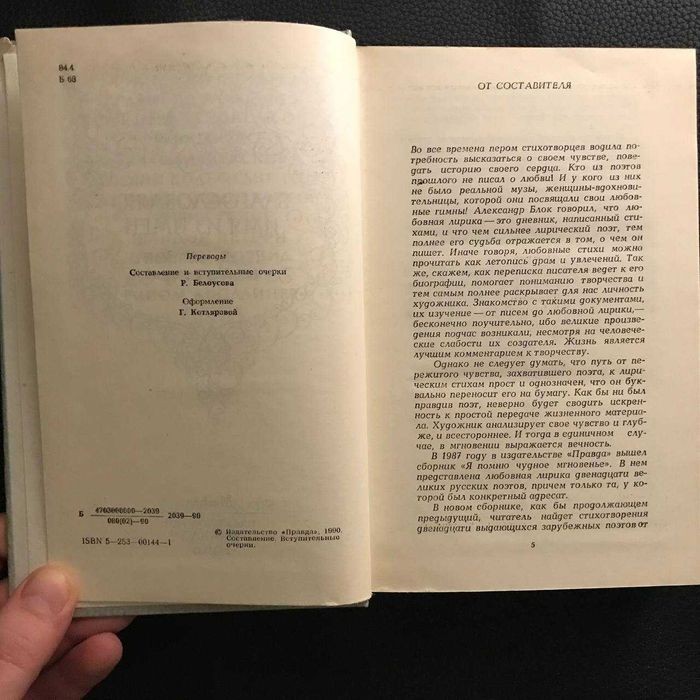 84.4
Б 68
Переводы
Составление и вступительные очерки
Р. Белоусова
Оформление
Г. Котляровой
Б 4703000000—2039 2039—90
080(02)—90
© Издательство «Правда», 1990.
Составление. Вступительные
очерки.
ISBN 5—253—00144—1
ОТ СОСТАВИТЕЛЯ
Во все времена пером стихотворцев водила по-
требность высказаться о своем чувстве, пове-
дать историю своего сердца. Кто из поэтов
прошлого не писал о любви! И у кого из них
не было реальной музы, женщины-вдохнови-
тельницы, которой они посвящали свои любов-
ные гимны! Александр Блок говорил, что лю-
бовная лирика—это дневник, написанный сти-
хами, и что чем сильнее лирический поэт, тем
полнее его судьба отражается в том, о чем он
пишет. Иначе говоря, любовные стихи можно
прочитать как летопись драм и увлечений. Так
же, скажем, как переписка писателя ведет к его
биографии, помогает пониманию творчества и
тем самым полнее раскрывает для нас личность
художника. Знакомство с такими документами,
их изучение—от писем до любовной лирики,—
бесконечно поучительно, ибо великие произве-
дения подчас возникали, несмотря на человече-
ские слабости их создателя. Жизнь является
лучшим комментарием к творчеству.
Однако не следует думать, что путь от пе-
режитого чувства, захватившего поэта, к лири-
ческим стихам прост и однозначен, что он бук-
вально переносит его на бумагу. Как бы ни был
правдив поэт, неверно будет сводить искрен-
ность к простой передаче жизненного материа-
ла. Художник анализирует свое чувство и глуб-
же, и всестороннее. И тогда в единичном слу-
чае, в мгновении выражается вечность.
В 1987 году в издательстве «Правда» вышел
сборник «Я помню чудное мгновенье». В нем
представлена любовная лирика двенадцати ве-
ликих русских поэтов, причем только та, у ко-
торой был конкретный адресат.
В новом сборнике, как бы продолжающем
предыдущий, читатель найдет стихотворения
двенадцати выдающихся зарубежных поэтов от
5